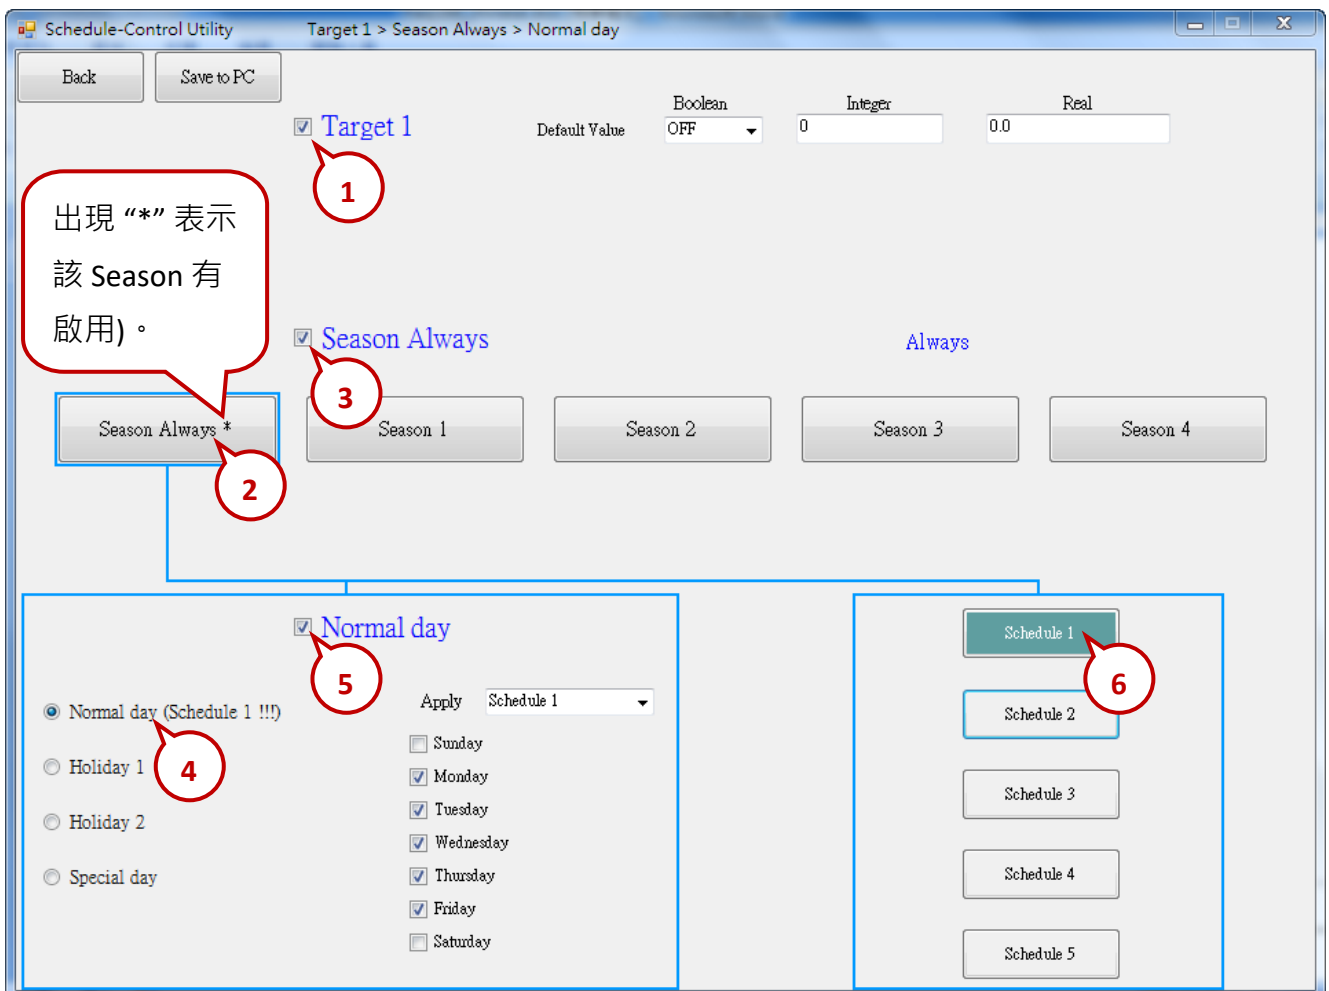 Schedule-Control Utility Target 1 > Season Always > Normal day
Back Save to PC
Boolean Integer Real
Target 1 Default Value OFF 0 0.0
1
出現 “*” 表示
該 Season 有
啟用)。
Season Always Always
3
Season Always * Season 1 Season 2 Season 3 Season 4
2
Normal day
5
Normal day (Schedule 1 !!!)
4
Holiday 1
Holiday 2
Special day
Apply Schedule 1
Sunday
Monday
Tuesday
Wednesday
Thursday
Friday
Saturday
Schedule 1
6
Schedule 2
Schedule 3
Schedule 4
Schedule 5